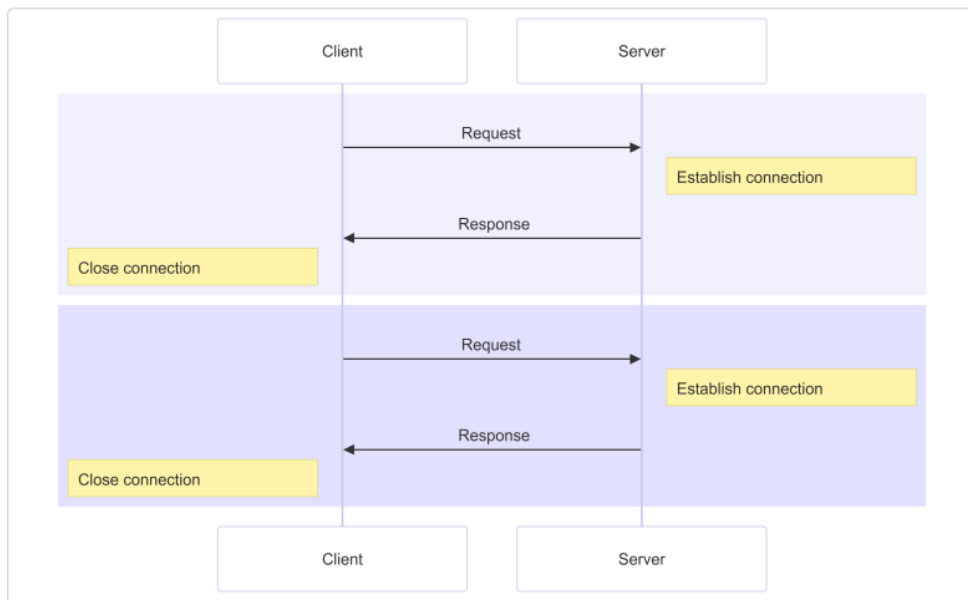 Client
Server
Request
Establish connection
Response
Close connection
Request
Establish connection
Response
Close connection
Client
Server